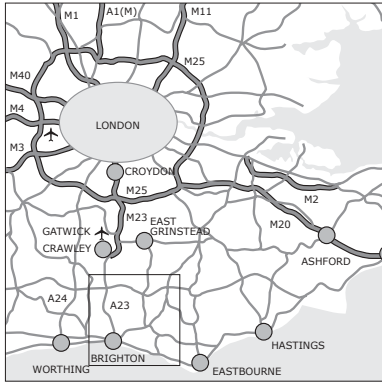 M1
A1(M)
M11
M40
M25
M4
LONDON
M3
CROYDON
M25
M2
M23
EAST
GRINSTEAD
M20
GATWICK
CRAWLEY
ASHFORD
A24
A23
HASTINGS
WORTHING
BRIGHTON
EASTBOURNE